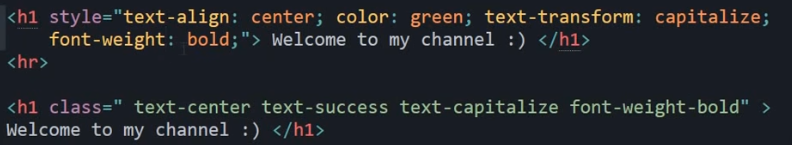 <h1 style="text-align: center; color: green; text-transform: capitalize;
font-weight: bold;"> Welcome to my channel :) </h1>
<hr>
<h1 class=" text-center text-success text-capitalize font-weight-bold" >
Welcome to my channel :) </h1>